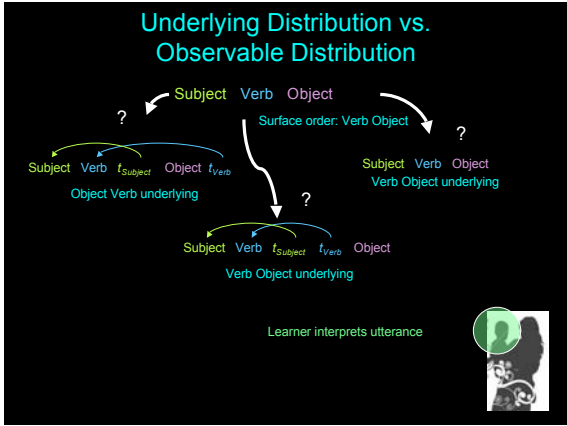 Underlying Distribution vs.
Observable Distribution
Subject Verb Object
Surface order: Verb Object
?
Subject Verb tSubject Object tVerb
Object Verb underlying
?
Subject Verb Object
Verb Object underlying
?
Subject Verb tSubject tVerb Object
Verb Object underlying
Learner interprets utterance